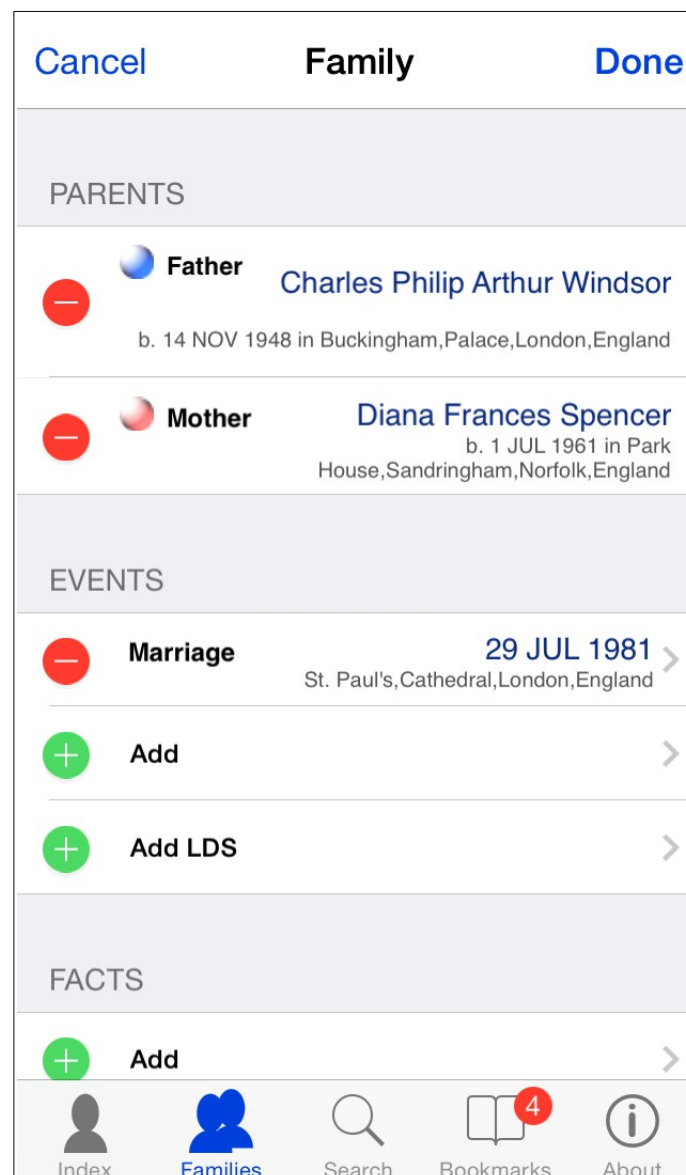 Cancel Family Done
PARENTS
Father
Charles Philip Arthur Windsor
b. 14 NOV 1948 in Buckingham,Palace,London,England
Mother Diana Frances Spencer
b. 1 JUL 1961 in Park
House,Sandringham,Norfolk,England
EVENTS
Marriage 29 JUL 1981
St. Paul's,Cathedral,London,England
Add
Add LDS
FACTS
Add
4
Index Families Search Bookmarks About